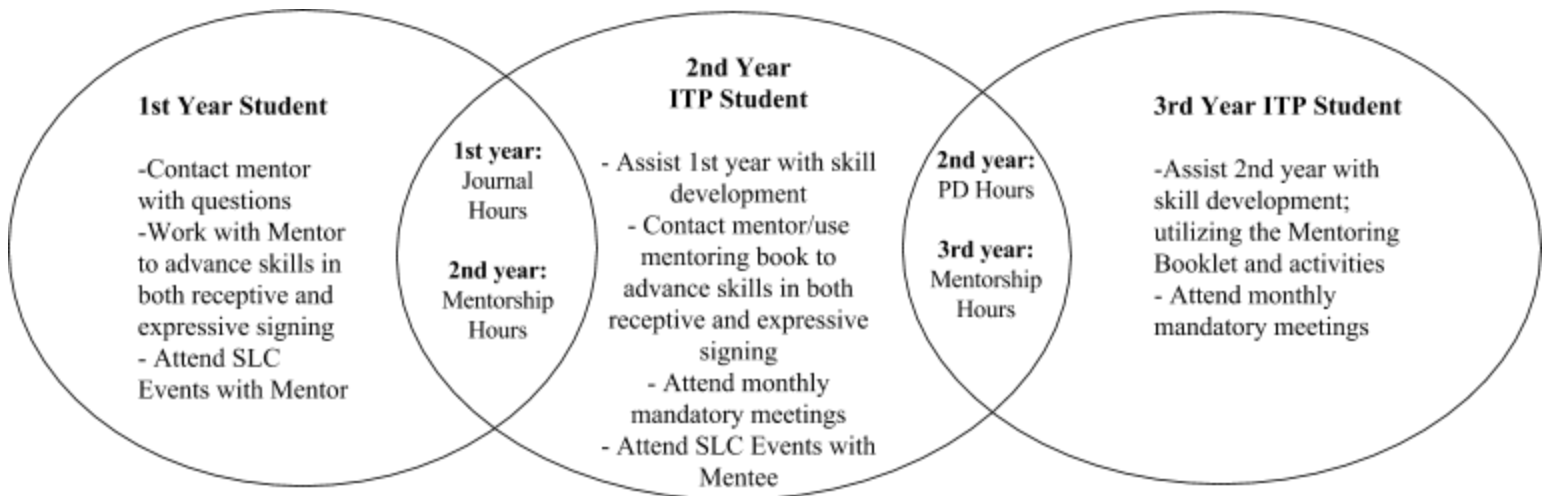 1st Year Student
-Contact mentor
with questions
-Work with Mentor
to advance skills in
both receptive and
expressive signing
- Attend SLC
Events with Mentor
1st year:
Journal
Hours
2nd year:
Mentorship
Hours
2nd Year
ITP Student
- Assist 1st year with skill
development
- Contact mentor/use
mentoring book to
advance skills in both
receptive and expressive
signing
- Attend monthly
mandatory meetings
- Attend SLC Events with
Mentee
2nd year:
PD Hours
3rd year:
Mentorship
Hours
3rd Year ITP Student
-Assist 2nd year with
skill development;
utilizing the Mentoring
Booklet and activities
- Attend monthly
mandatory meetings